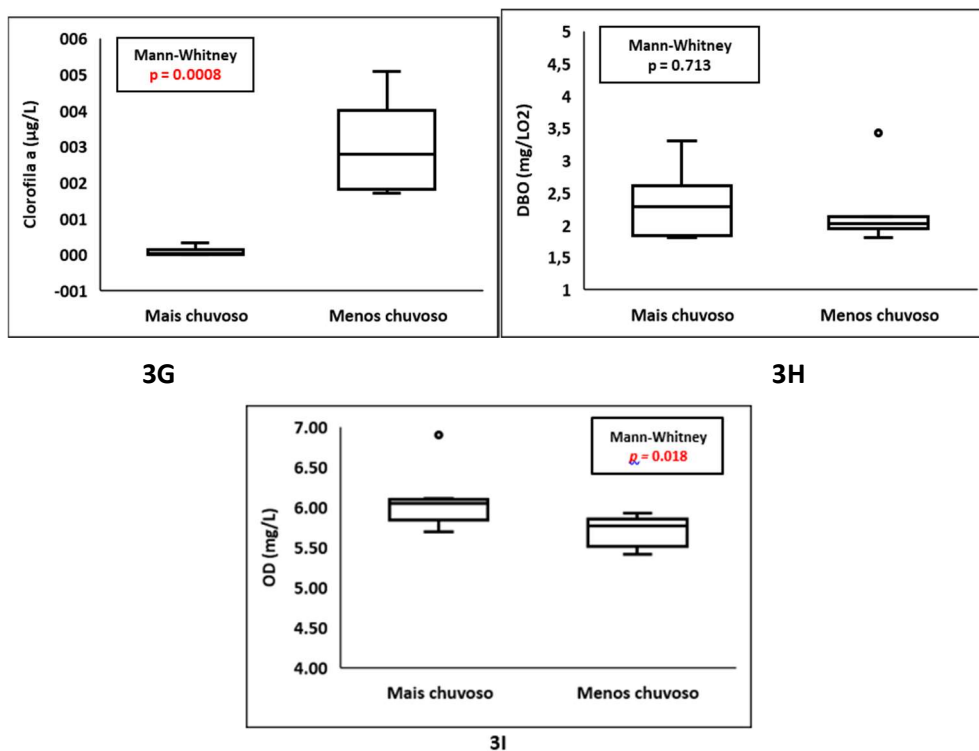 Clorofila a (µg/L)
006
005
004
003
002
001
000
-001
Mann-Whitney
p = 0.0008
Mais chuvoso
Menos chuvoso
3G
DBO (mg/LO2)
5
4,5
4
3,5
3
2,5
2
1,5
1
Mann-Whitney
p = 0.713
Mais chuvoso
Menos chuvoso
3H
OD (mg/L)
7.00
6.50
6.00
5.50
5.00
4.50
4.00
Mann-Whitney
p = 0.018
Mais chuvoso
Menos chuvoso
3I